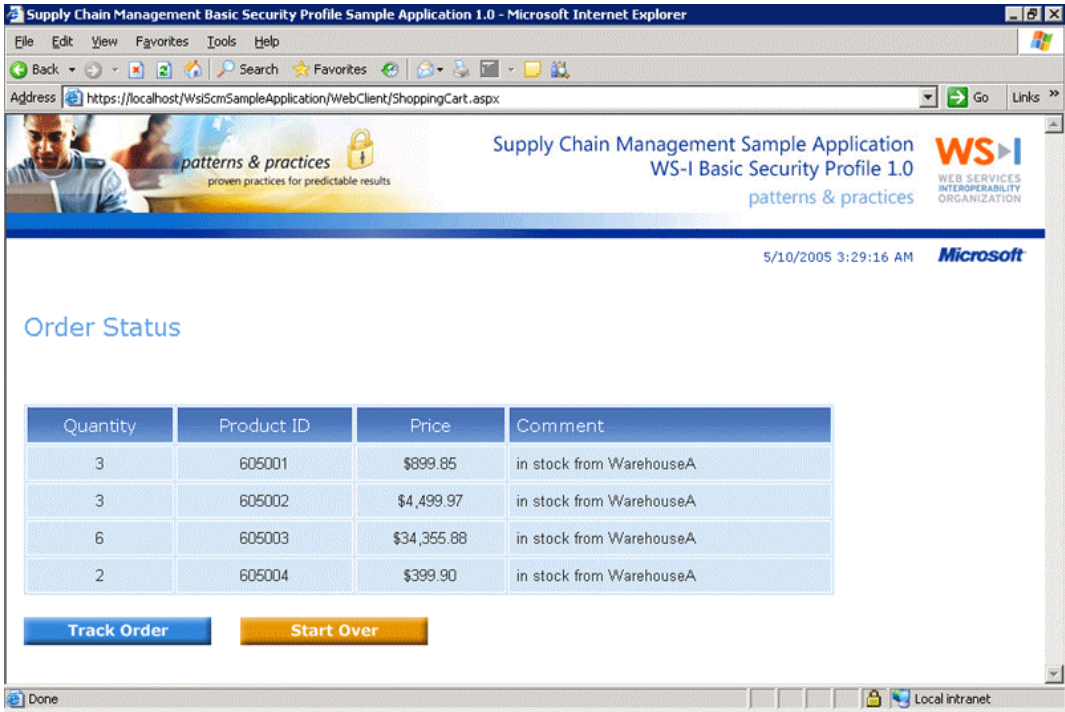 Supply Chain Management Basic Security Profile Sample Application 1.0 - Microsoft Internet Explorer
File Edit View Favorites Tools Help
Back Search Favorites
Address https://localhost/WsiScmSampleApplication/WebClient/ShoppingCart.aspx Go Links »
patterns & practices
proven practices for predictable results
Supply Chain Management Sample Application
WS-I Basic Security Profile 1.0
patterns & practices
WS-I
WEB SERVICES
INTEROPERABILITY
ORGANIZATION
5/10/2005 3:29:16 AM Microsoft
Order Status
Quantity Product ID Price Comment
3 605001 $899.85 in stock from WarehouseA
3 605002 $4,499.97 in stock from WarehouseA
6 605003 $34,355.88 in stock from WarehouseA
2 605004 $399.90 in stock from WarehouseA
Track Order Start Over
Done Local intranet